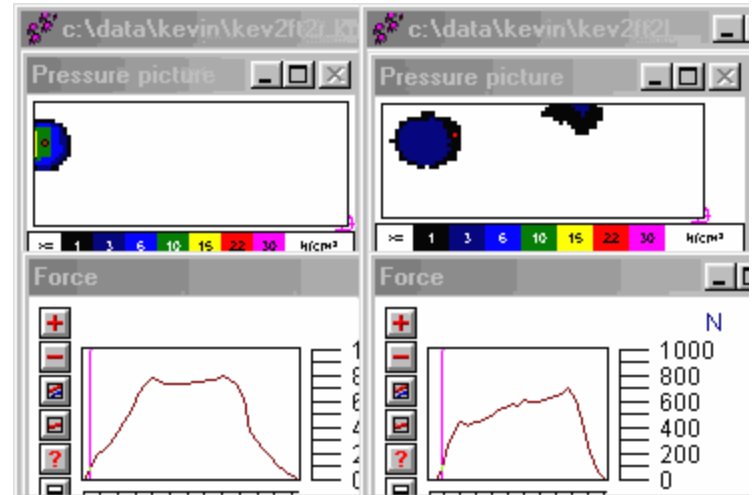 c:\data\kevin\kev2ft2r.kT
c:\data\kevin\kev2ft2l
Pressure picture
Pressure picture
>= 1 3 6 10 15 22 30 N/cm²
>= 1 3 6 10 15 22 30 N/cm²
Force
Force
N
1000
800
600
400
200
0